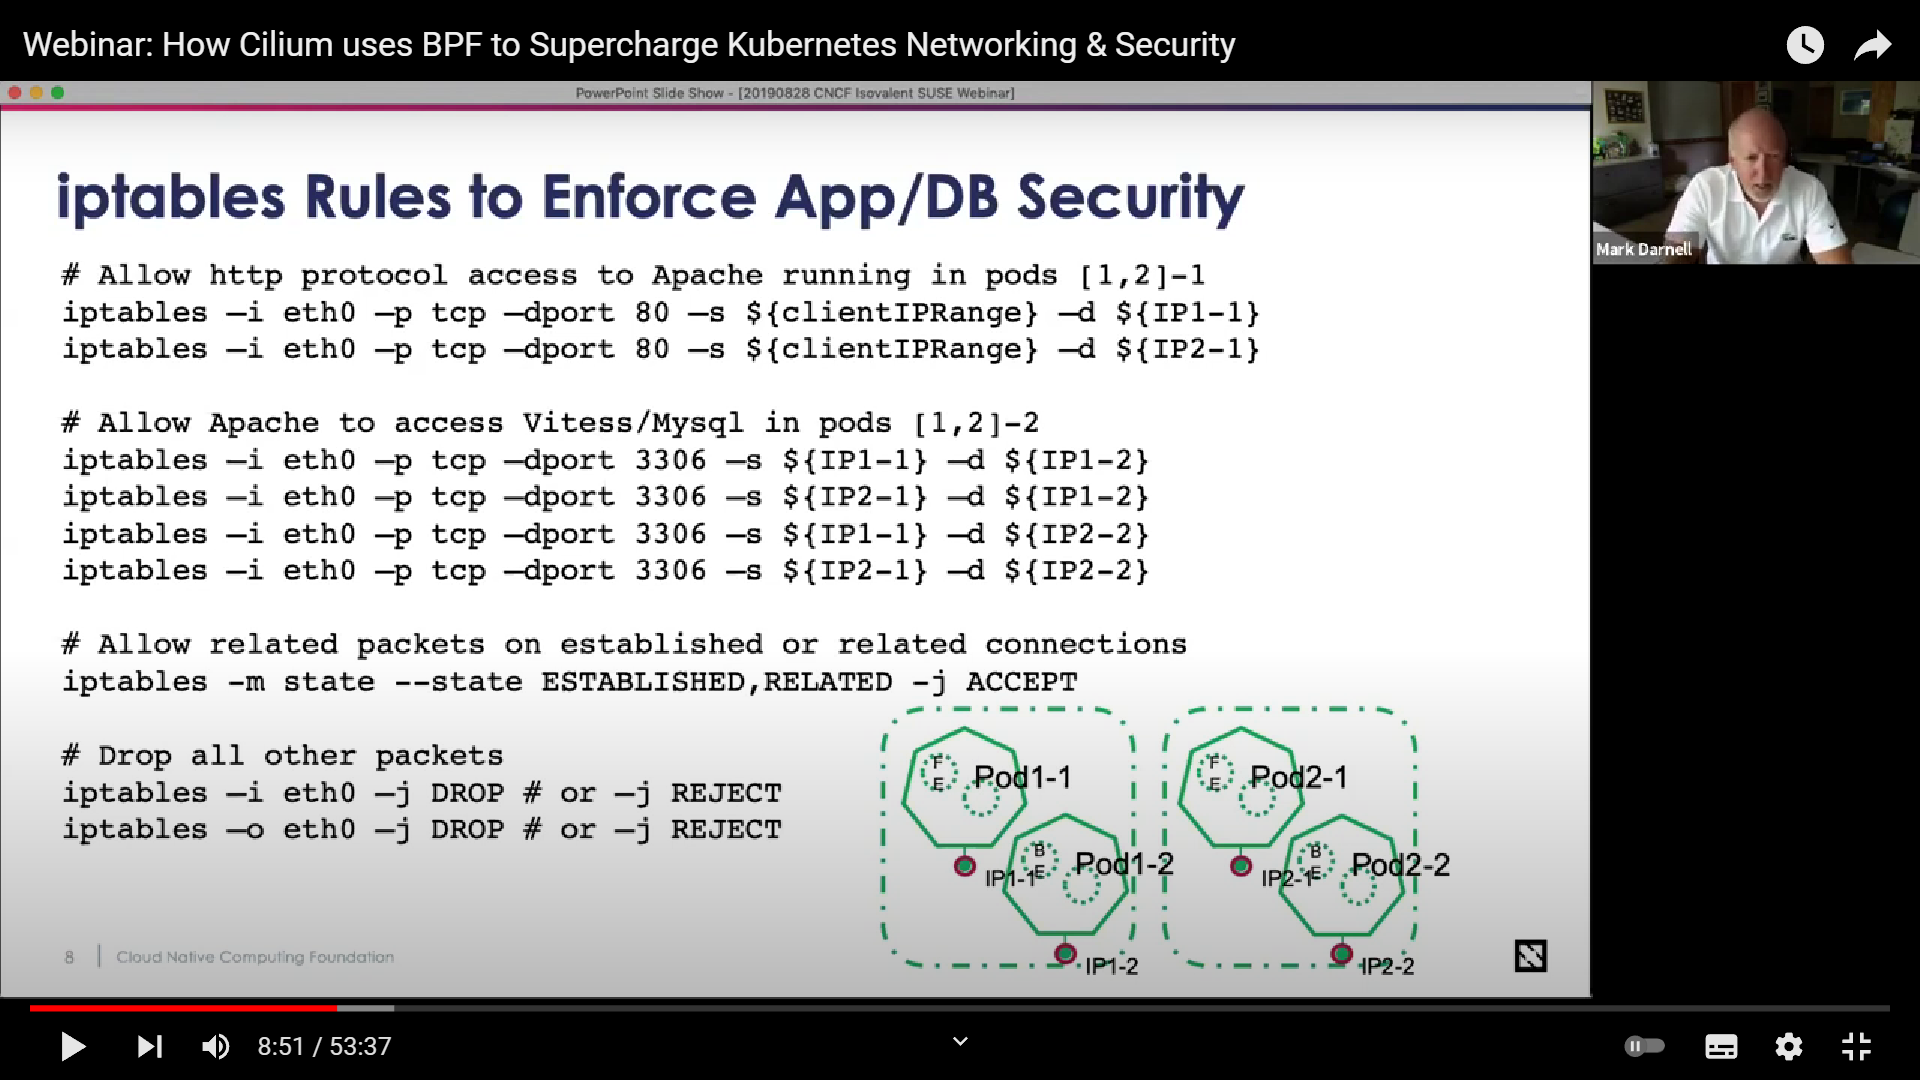 Webinar: How Cilium uses BPF to Supercharge Kubernetes Networking & Security
PowerPoint Slide Show - [20190828 CNCF Isovalent SUSE Webinar]
iptables Rules to Enforce App/DB Security
# Allow http protocol access to Apache running in pods [1,2]-1
iptables –i eth0 –p tcp –dport 80 –s ${clientIPRange} –d ${IP1-1}
iptables –i eth0 –p tcp –dport 80 –s ${clientIPRange} –d ${IP2-1}
# Allow Apache to access Vitess/Mysql in pods [1,2]-2
iptables –i eth0 –p tcp –dport 3306 –s ${IP1-1} –d ${IP1-2}
iptables –i eth0 –p tcp –dport 3306 –s ${IP2-1} –d ${IP1-2}
iptables –i eth0 –p tcp –dport 3306 –s ${IP1-1} –d ${IP2-2}
iptables –i eth0 –p tcp –dport 3306 –s ${IP2-1} –d ${IP2-2}
# Allow related packets on established or related connections
iptables -m state --state ESTABLISHED,RELATED -j ACCEPT
# Drop all other packets
iptables –i eth0 –j DROP # or –j REJECT
iptables –o eth0 –j DROP # or –j REJECT
F
E
Pod1-1
IP1-1
B
E
Pod1-2
IP1-2
F
E
Pod2-1
IP2-1
B
E
Pod2-2
IP2-2
8
Cloud Native Computing Foundation
Mark Darnell
8:51 / 53:37